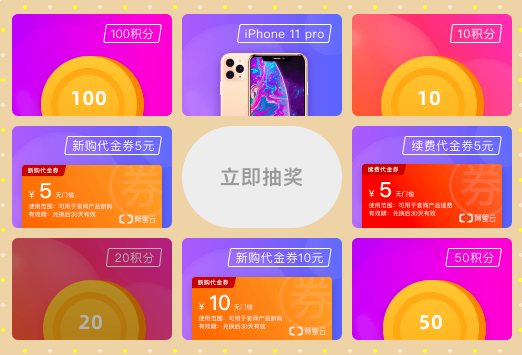 100积分
100
iPhone 11 pro
10积分
10
新购代金券5元
新购代金券
¥ 5 无门槛
使用范围：可用于官网产品新购
有效期：兑换后30天有效
券
阿里云
立即抽奖
续费代金券5元
续费代金券
¥ 5 无门槛
使用范围：可用于官网产品续费
有效期：兑换后30天有效
券
阿里云
20积分
20
新购代金券10元
新购代金券
¥ 10 无门槛
使用范围：可用于官网产品新购
有效期：兑换后30天有效
券
阿里云
50积分
50